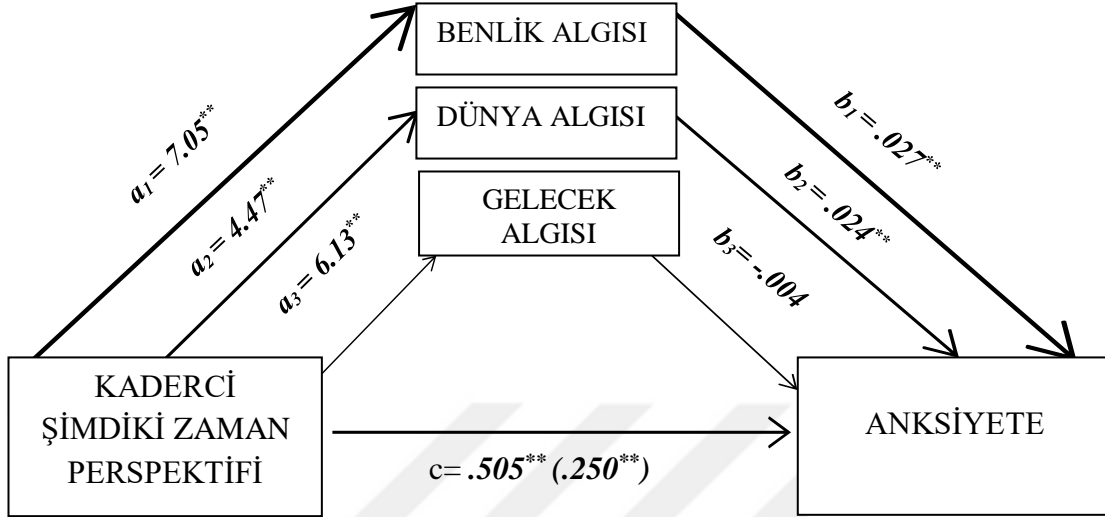 BENLİK ALGISI
DÜNYA ALGISI
GELECEK
ALGISI
a₁ = 7.05**
a₂ = 4.47**
a₃ = 6.13**
b₁ = .027**
b₂ = .024**
b₃ = -.004
KADERCİ
ŞİMDİKİ ZAMAN
PERSPEKTİFİ
ANKSİYETE
c= .505** (.250**)